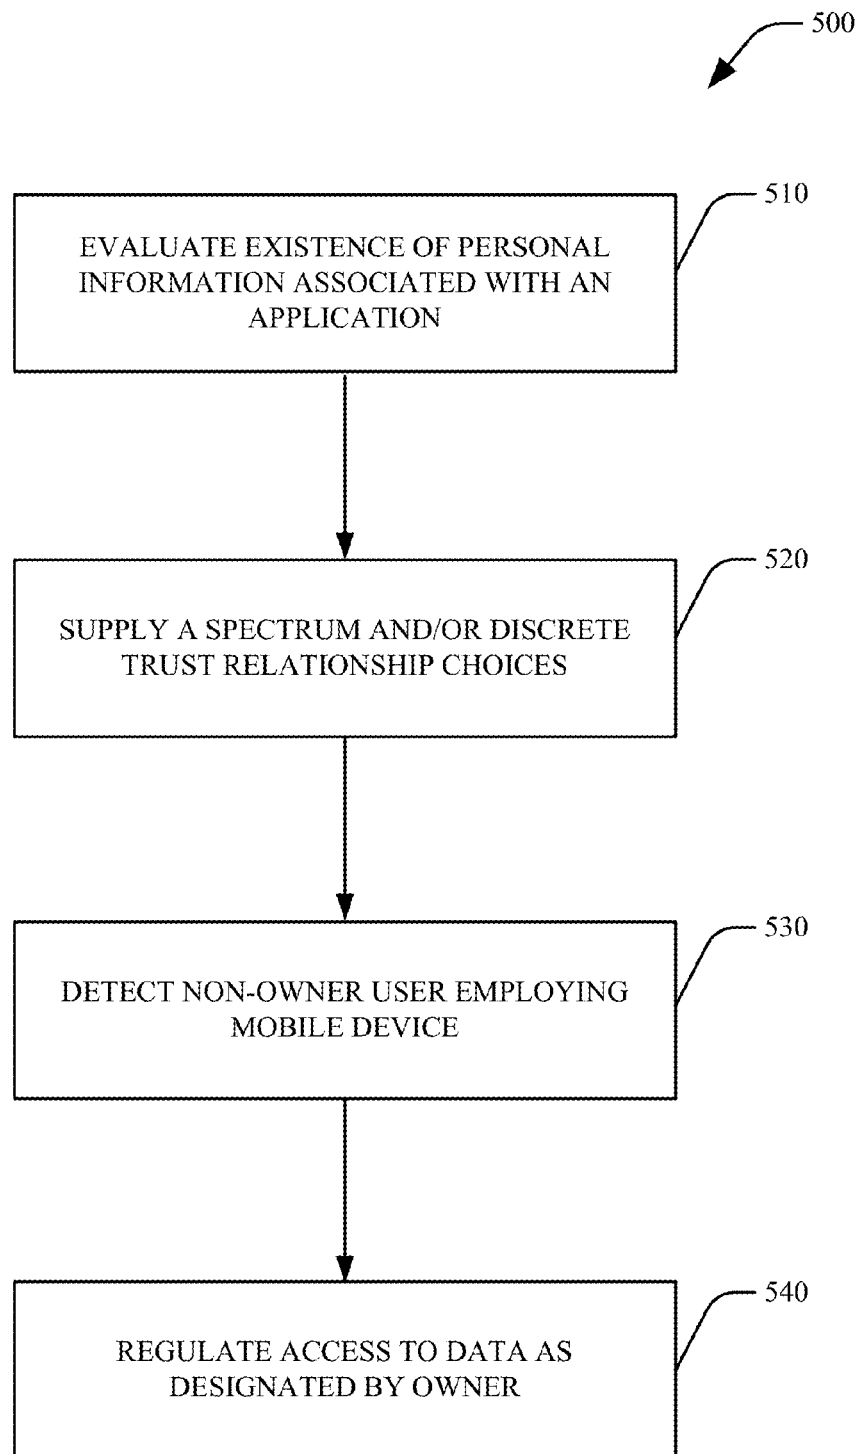 500
510
EVALUATE EXISTENCE OF PERSONAL
INFORMATION ASSOCIATED WITH AN
APPLICATION
520
SUPPLY A SPECTRUM AND/OR DISCRETE
TRUST RELATIONSHIP CHOICES
530
DETECT NON-OWNER USER EMPLOYING
MOBILE DEVICE
540
REGULATE ACCESS TO DATA AS
DESIGNATED BY OWNER